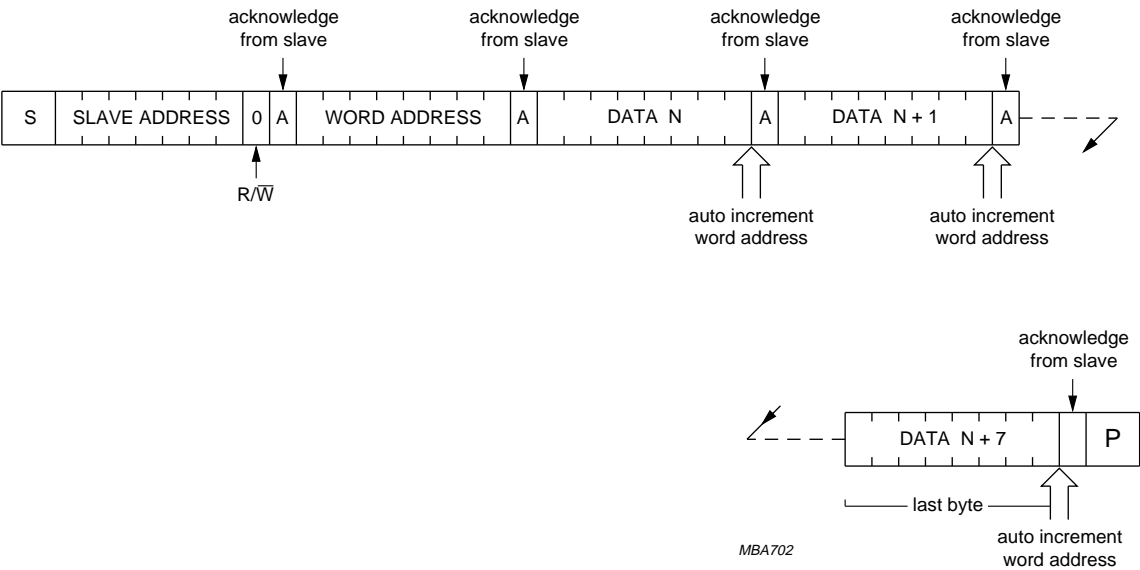 acknowledge
from slave
acknowledge
from slave
acknowledge
from slave
acknowledge
from slave
S SLAVE ADDRESS 0 A WORD ADDRESS A DATA N A DATA N + 1 A
R/W̅
auto increment
word address
auto increment
word address
acknowledge
from slave
DATA N + 7 P
last byte
auto increment
word address
MBA702